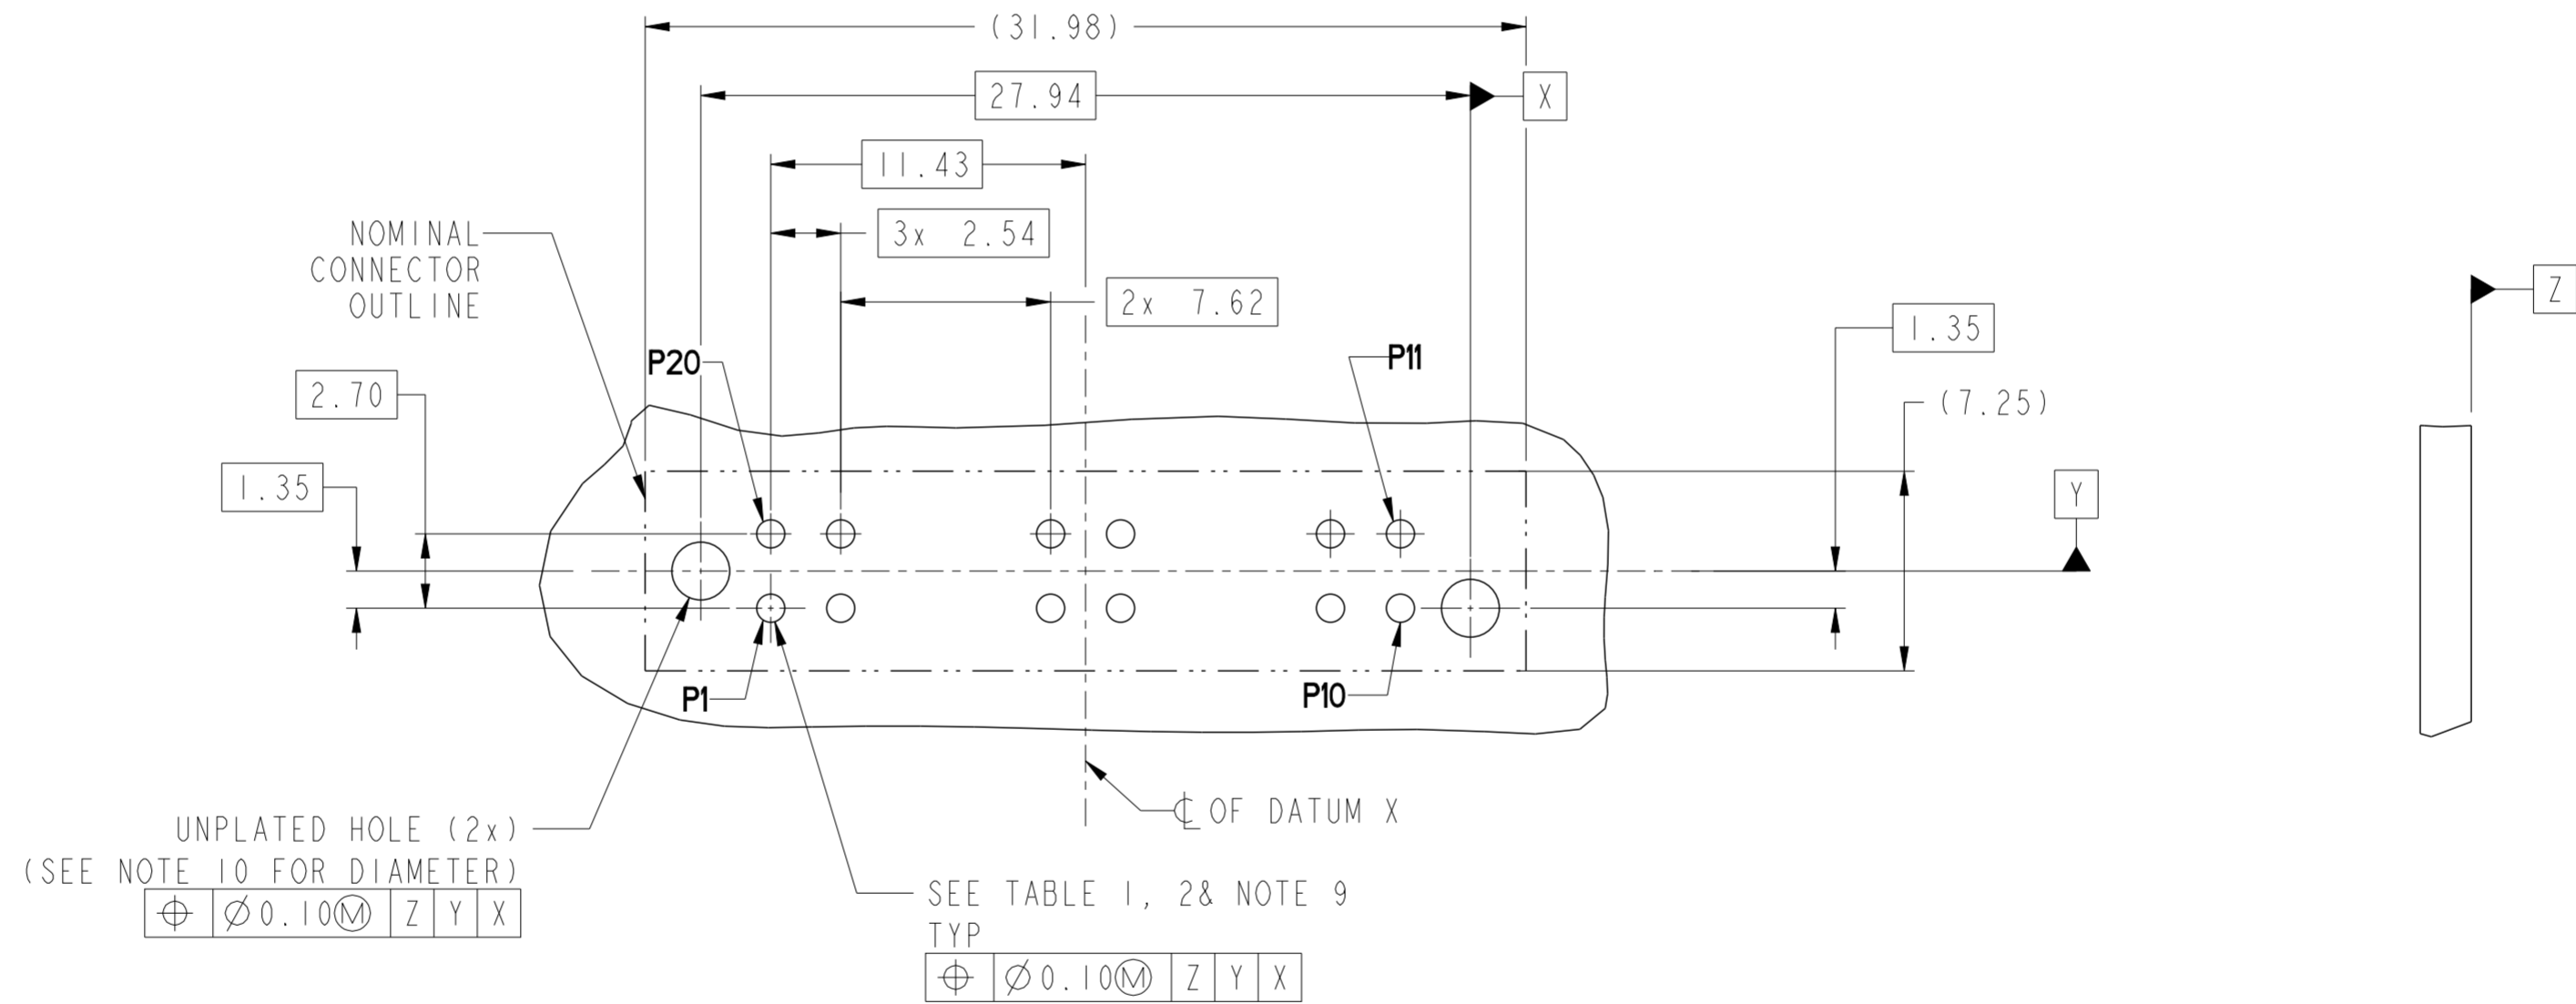 (31.98)
27.94
X
11.43
3x 2.54
2x 7.62
NOMINAL
CONNECTOR
OUTLINE
Z
1.35
P20
P11
2.70
(7.25)
1.35
Y
P1
P10
℄ OF DATUM X
UNPLATED HOLE (2x)
(SEE NOTE 10 FOR DIAMETER)
⌖ Ø0.10Ⓜ Z Y X
SEE TABLE 1, 2& NOTE 9
TYP
⌖ Ø0.10Ⓜ Z Y X